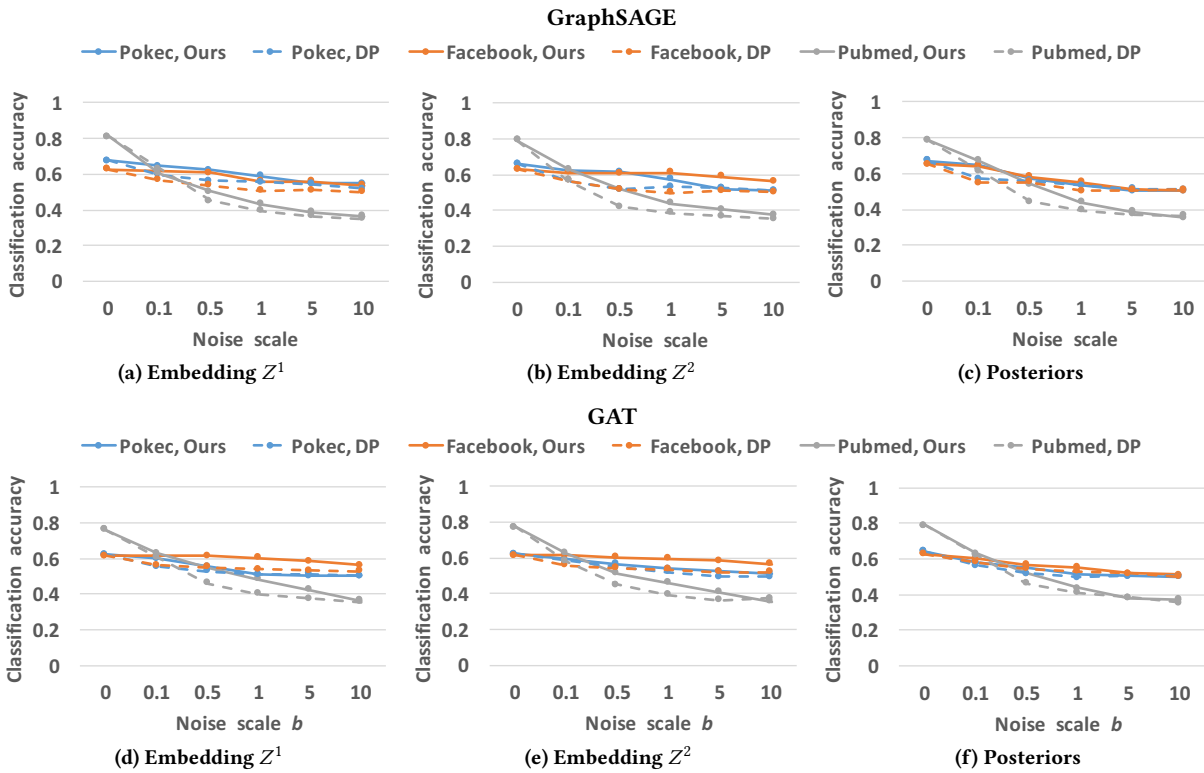 GraphSAGE
Pokec, Ours Pokec, DP Facebook, Ours Facebook, DP Pubmed, Ours Pubmed, DP
Classification accuracy
1
0.8
0.6
0.4
0.2
0
0 0.1 0.5 1 5 10
Noise scale
(a) Embedding Z¹
Classification accuracy
1
0.8
0.6
0.4
0.2
0
0 0.1 0.5 1 5 10
Noise scale
(b) Embedding Z²
Classification accuracy
1
0.8
0.6
0.4
0.2
0
0 0.1 0.5 1 5 10
Noise scale
(c) Posteriors
GAT
Pokec, Ours Pokec, DP Facebook, Ours Facebook, DP Pubmed, Ours Pubmed, DP
Classification accuracy
1
0.8
0.6
0.4
0.2
0
0 0.1 0.5 1 5 10
Noise scale b
(d) Embedding Z¹
Classification accuracy
1
0.8
0.6
0.4
0.2
0
0 0.1 0.5 1 5 10
Noise scale b
(e) Embedding Z²
Classification accuracy
1
0.8
0.6
0.4
0.2
0
0 0.1 0.5 1 5 10
Noise scale b
(f) Posteriors